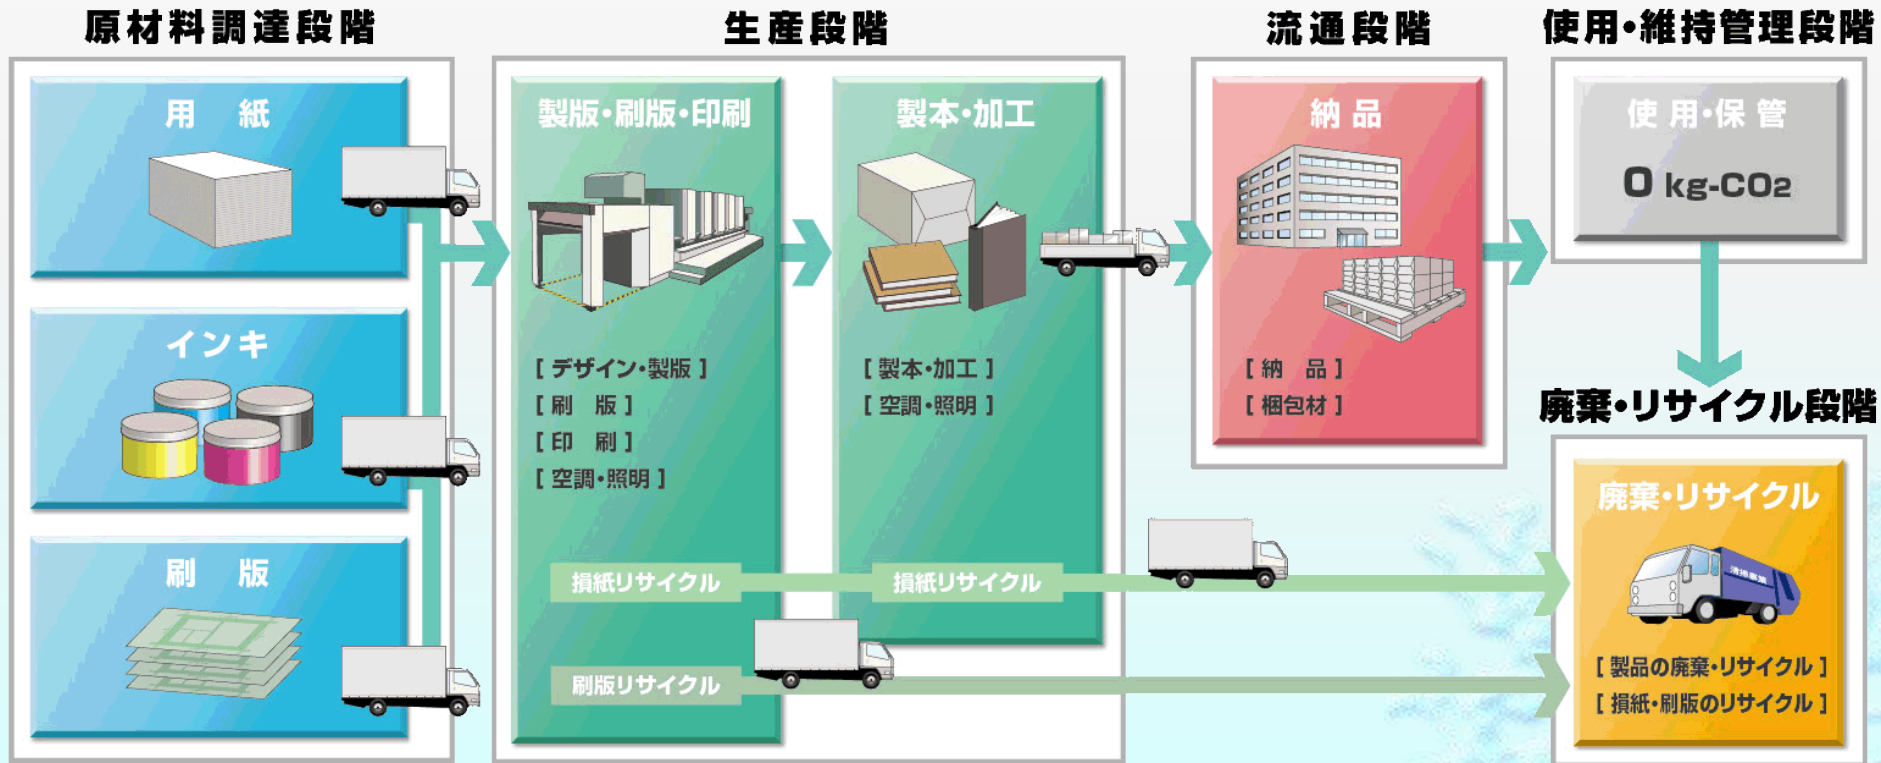 原材料調達段階
用 紙
インキ
刷 版
生産段階
製版・刷版・印刷
[ デザイン・製版 ]
[ 刷 版 ]
[ 印 刷 ]
[ 空調・照明 ]
損紙リサイクル
刷版リサイクル
製本・加工
[ 製本・加工 ]
[ 空調・照明 ]
損紙リサイクル
流通段階
納 品
[ 納 品 ]
[ 梱包材 ]
使用・維持管理段階
使 用・保 管
0 kg-CO2
廃棄・リサイクル段階
廃棄・リサイクル
清掃事業
[ 製品の廃棄・リサイクル ]
[ 損紙・刷版のリサイクル ]